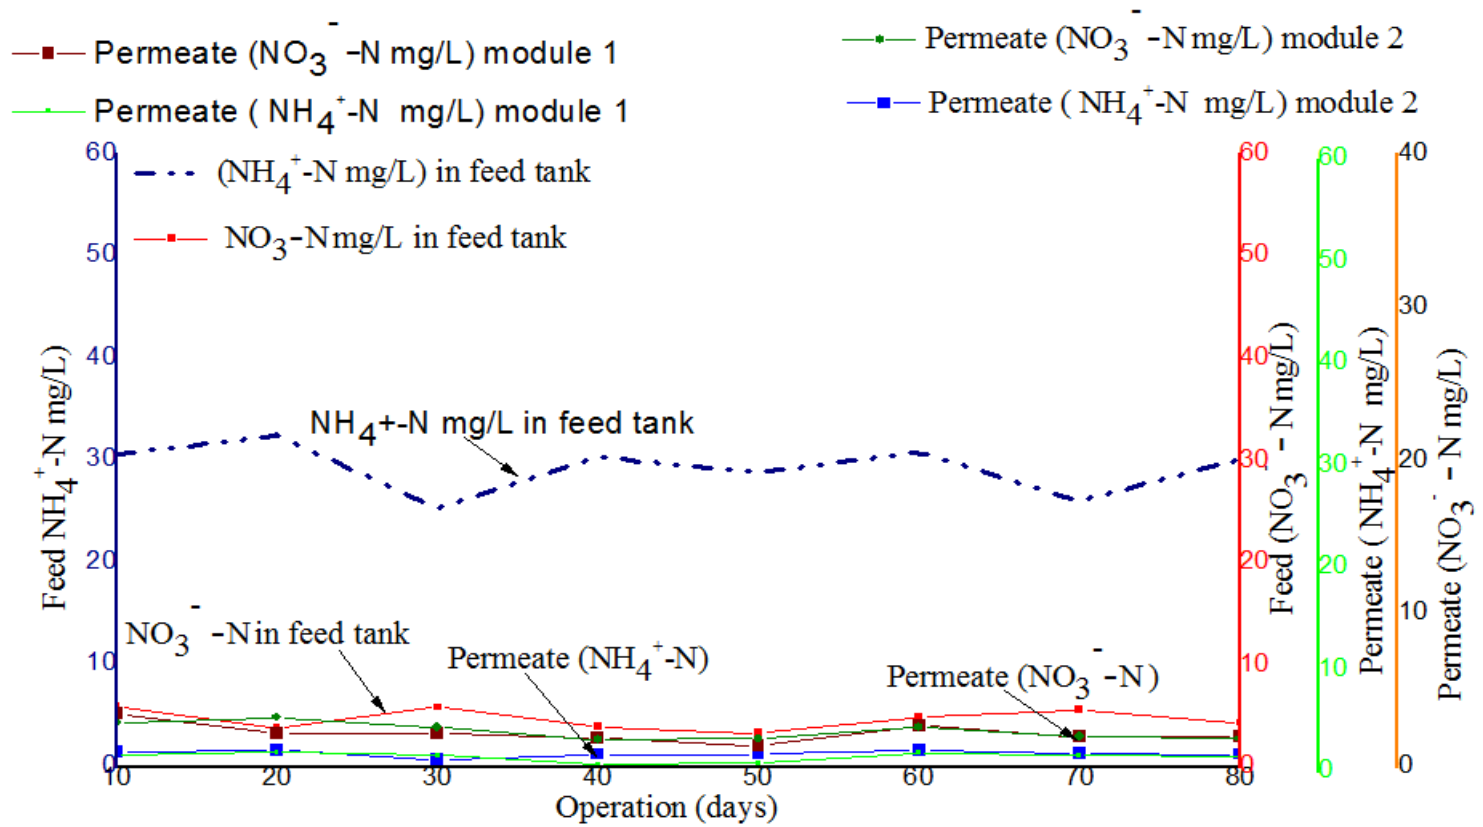 Permeate (NO3⁻-N mg/L) module 1
Permeate (NO3⁻-N mg/L) module 2
Permeate ( NH4⁺-N mg/L) module 1
Permeate ( NH4⁺-N mg/L) module 2
(NH4⁺-N mg/L) in feed tank
NO3-N mg/L in feed tank
NH4+-N mg/L in feed tank
NO3⁻-N in feed tank
Permeate (NH4⁺-N)
Permeate (NO3⁻-N)
Feed NH4⁺-N mg/L)
60
50
40
30
20
10
0
Feed (NO3⁻- N mg/L)
60
50
40
30
20
10
0
Permeate ( NH4⁺-N mg/L)
60
50
40
30
20
10
0
Permeate (NO3⁻- N mg/L)
40
30
20
10
0
10 20 30 40 50 60 70 80
Operation (days)